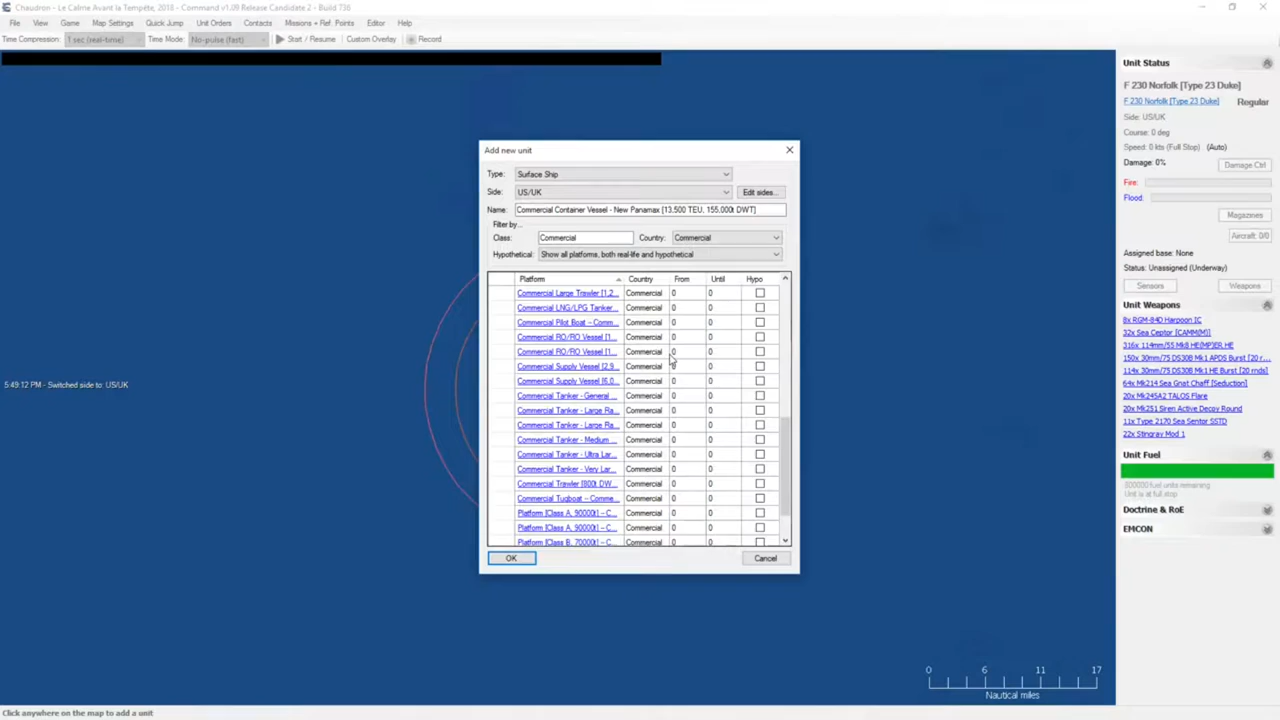 Chaudron - Le Calme Avant la Tempête, 2018 - Command v1.09 Release Candidate 2 - Build 736
File View Game Map Settings Quick Jump Unit Orders Contacts Missions + Ref. Points Editor Help
Time Compression: 1 sec (real-time) Time Mode: No-pulse (fast) Start / Resume Custom Overlay Record
5:49:12 PM - Switched side to: US/UK
Add new unit
Type: Surface Ship
Side: US/UK Edit sides...
Name: Commercial Container Vessel - New Panamax [13,500 TEU, 155,000t DWT]
Filter by...
Class: Commercial Country: Commercial
Hypothetical: Show all platforms, both real-life and hypothetical
Platform Country From Until Hypo
Commercial Large Trawler [1,2... Commercial 0 0
Commercial LNG/LPG Tanker... Commercial 0 0
Commercial Pilot Boat -- Comm... Commercial 0 0
Commercial RO/RO Vessel [1... Commercial 0 0
Commercial RO/RO Vessel [1... Commercial 0 0
Commercial Supply Vessel [2,9... Commercial 0 0
Commercial Supply Vessel [6,0... Commercial 0 0
Commercial Tanker - General ... Commercial 0 0
Commercial Tanker - Large Ra... Commercial 0 0
Commercial Tanker - Large Ra... Commercial 0 0
Commercial Tanker - Medium ... Commercial 0 0
Commercial Tanker - Ultra Lar... Commercial 0 0
Commercial Tanker - Very Lar... Commercial 0 0
Commercial Trawler [800t DW... Commercial 0 0
Commercial Tugboat -- Comme... Commercial 0 0
Platform [Class A, 90000t] -- C... Commercial 0 0
Platform [Class A, 90000t] -- C... Commercial 0 0
Platform [Class B, 70000t] -- C... Commercial 0 0
OK Cancel
Unit Status
F 230 Norfolk [Type 23 Duke]
F 230 Norfolk [Type 23 Duke] Regular
Side: US/UK
Course: 0 deg
Speed: 0 kts (Full Stop) (Auto)
Damage: 0% Damage Ctrl
Fire:
Flood:
Magazines
Aircraft: 0/0
Assigned base: None
Status: Unassigned (Underway)
Sensors Weapons
Unit Weapons
8x RGM-84D Harpoon IC
32x Sea Ceptor [CAMM(M)]
316x 114mm/55 Mk8 HE(MP)ER HE
150x 30mm/75 DS30B Mk1 APDS Burst [20 r...
114x 30mm/75 DS30B Mk1 HE Burst [20 rnds]
64x Mk214 Sea Gnat Chaff [Seduction]
20x Mk245A2 TALOS Flare
20x Mk251 Siren Active Decoy Round
11x Type 2170 Sea Sentor SSTD
22x Stingray Mod 1
Unit Fuel
800000 fuel units remaining
Unit is at full stop
Doctrine & RoE
EMCON
0 6 11 17
Nautical miles
Click anywhere on the map to add a unit